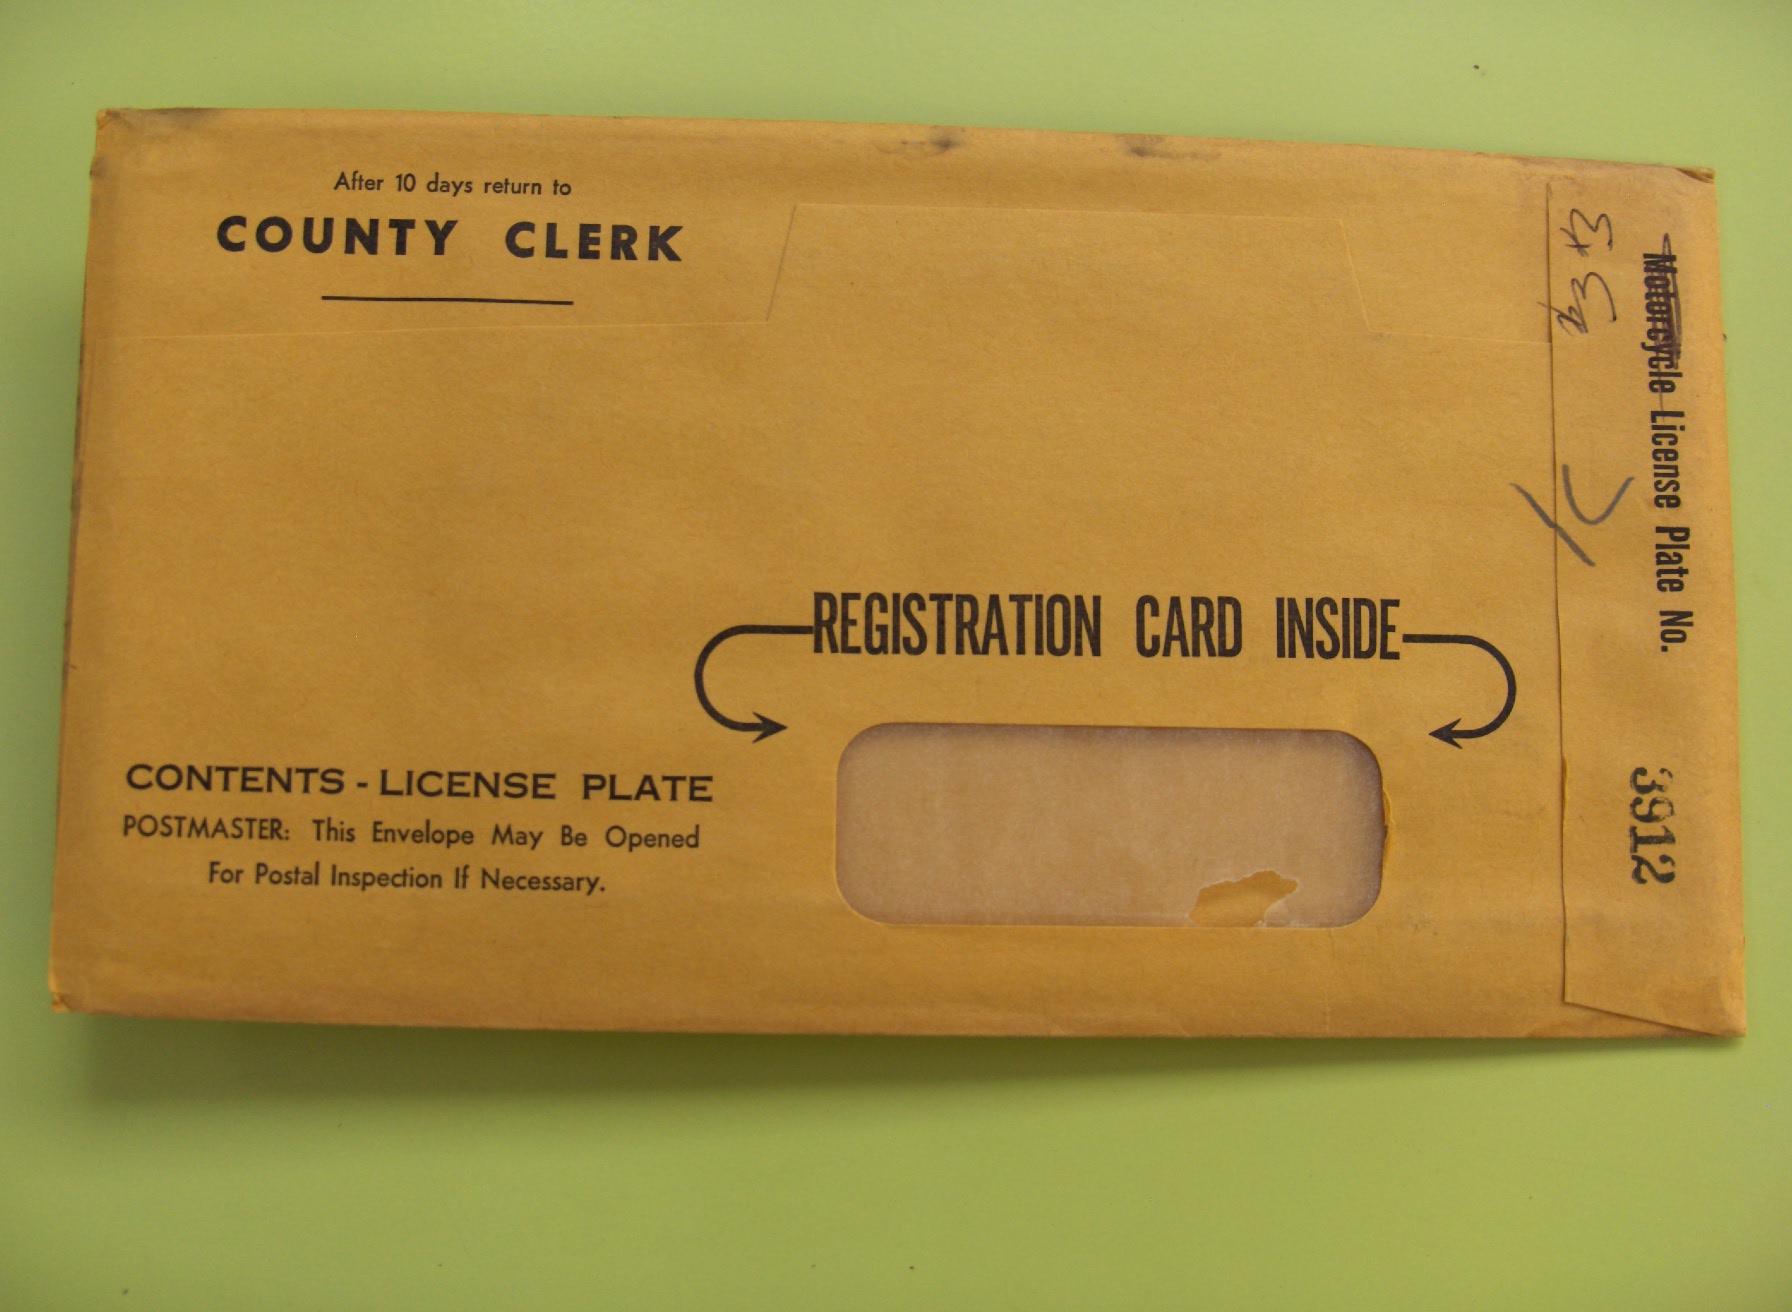 After 10 days return to
COUNTY CLERK
REGISTRATION CARD INSIDE
CONTENTS - LICENSE PLATE
POSTMASTER: This Envelope May Be Opened
For Postal Inspection If Necessary.
Motorcycle License Plate No. 3912